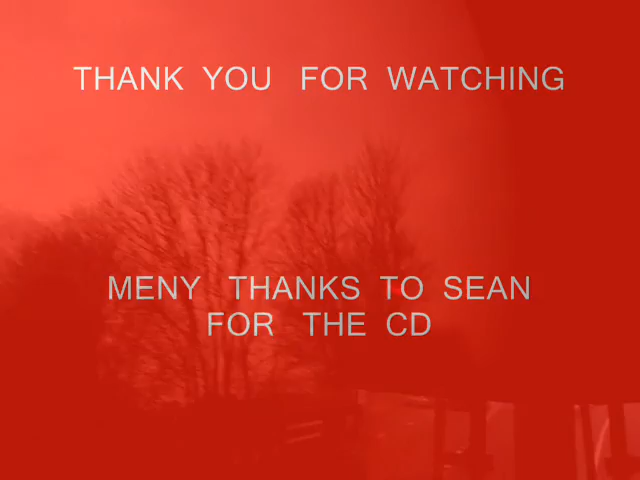 THANK YOU FOR WATCHING
MENY THANKS TO SEAN
FOR THE CD